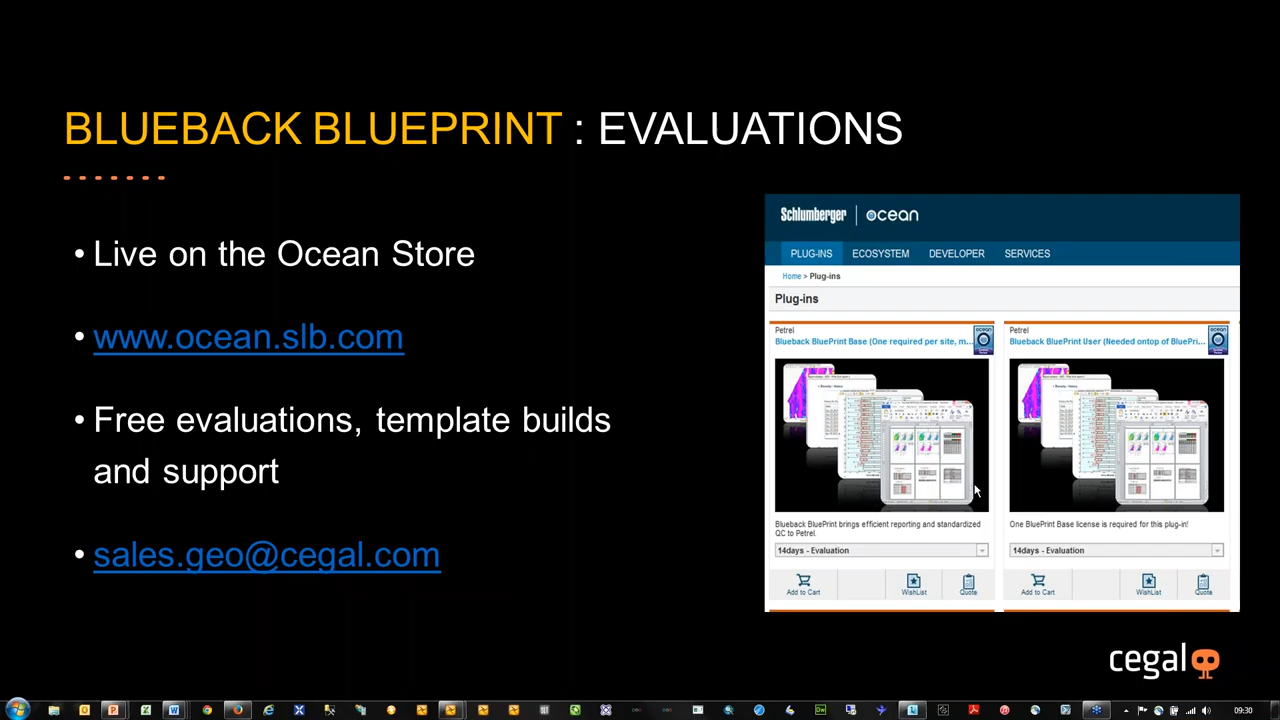 BLUEBACK BLUEPRINT : EVALUATIONS
• Live on the Ocean Store
• www.ocean.slb.com
• Free evaluations, template builds
and support
• sales.geo@cegal.com
Schlumberger | ocean
PLUG-INS ECOSYSTEM DEVELOPER SERVICES
Home > Plug-ins
Plug-ins
Petrel
Blueback BluePrint Base (One required per site, m...
Blueback BluePrint brings efficient reporting and standardized
QC to Petrel.
14days - Evaluation
Add to Cart WishList Quote
Petrel
Blueback BluePrint User (Needed ontop of BluePri...
One BluePrint Base license is required for this plug-in!
14days - Evaluation
Add to Cart WishList Quote
cegal
09:30